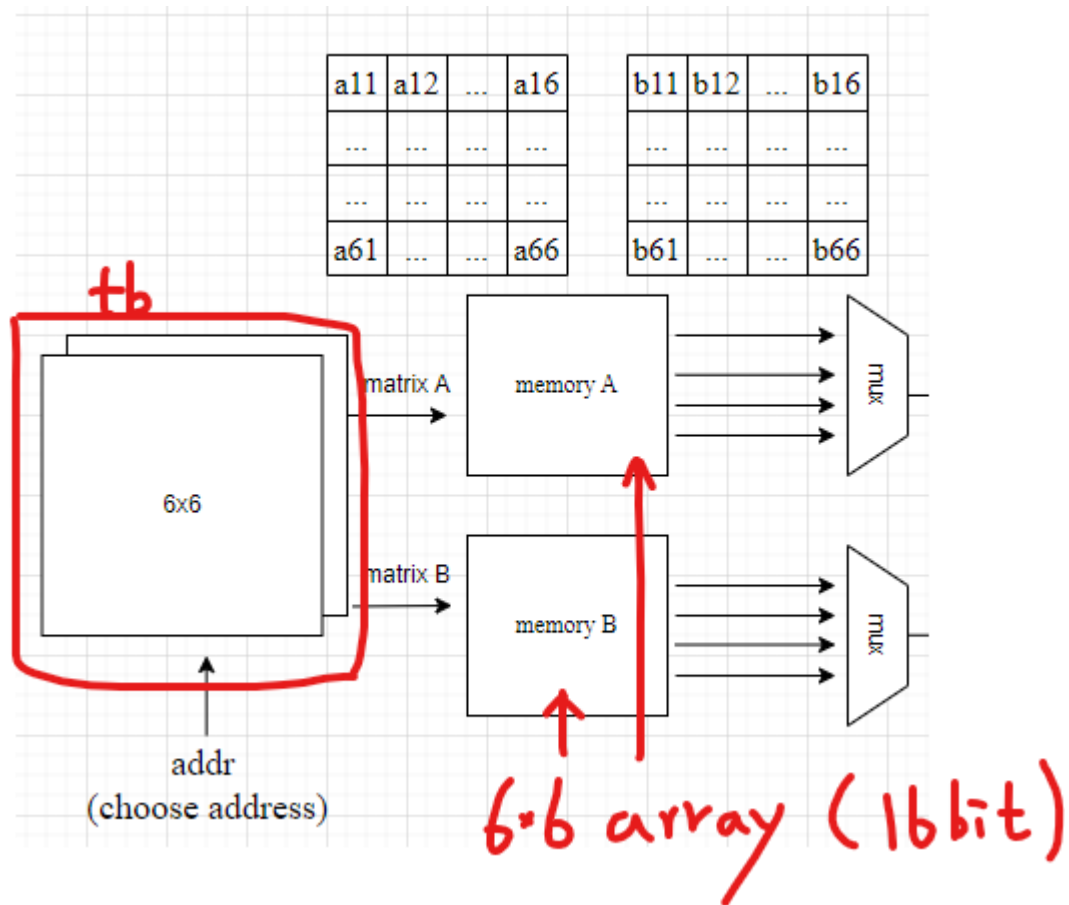 a11 a12 ... a16
... ... ... ...
... ... ... ...
a61 ... ... a66
b11 b12 ... b16
... ... ... ...
... ... ... ...
b61 ... ... b66
tb
matrix A
memory A
mux
6x6
matrix B
memory B
mux
addr
(choose address)
6*6 array (16bit)